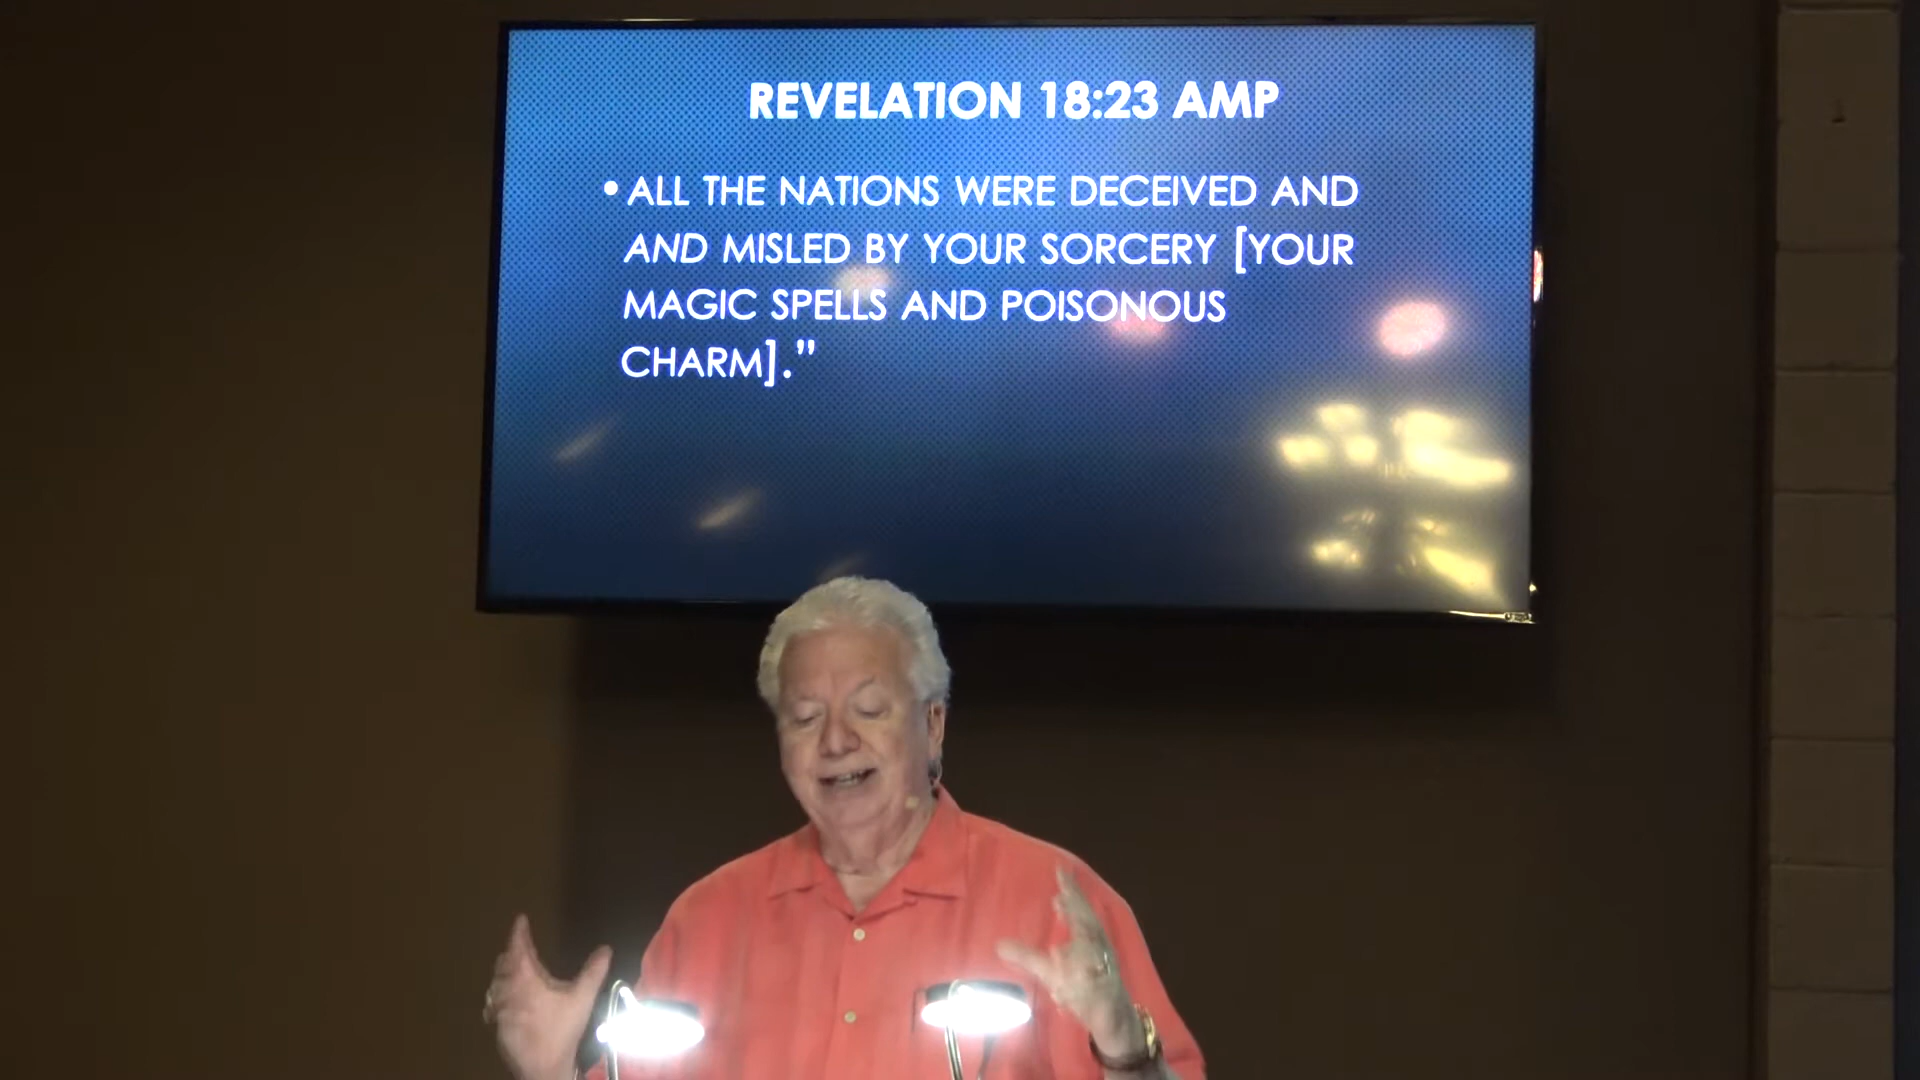 REVELATION 18:23 AMP
•ALL THE NATIONS WERE DECEIVED AND
AND MISLED BY YOUR SORCERY [YOUR
MAGIC SPELLS AND POISONOUS
CHARM].”